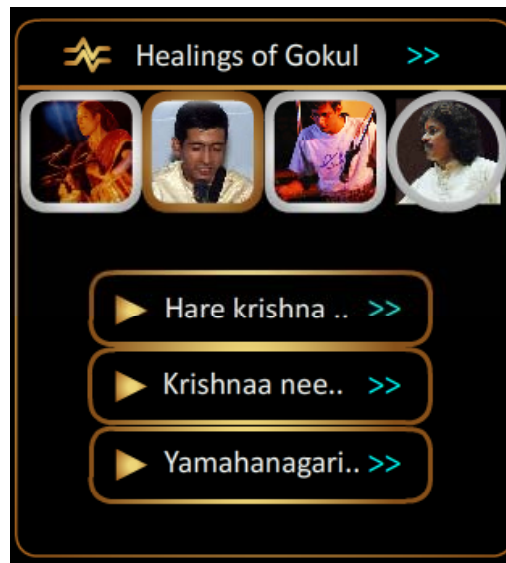 Healings of Gokul >>
Hare krishna .. >>
Krishnaa nee.. >>
Yamahanagari.. >>